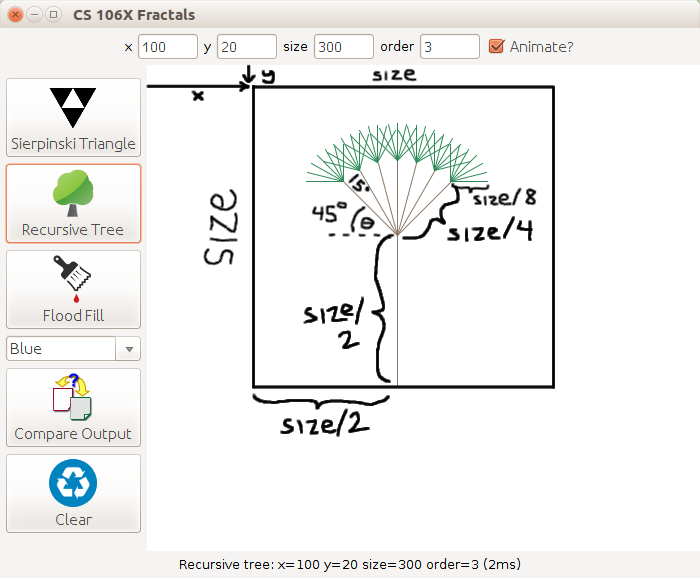 CS 106X Fractals
x 100 y 20 size 300 order 3 Animate?
Sierpinski Triangle
Recursive Tree
Flood Fill
Blue
?
Compare Output
Clear
x
y
size
size
15°
45° θ
size/8
size/4
size/
2
size/2
Recursive tree: x=100 y=20 size=300 order=3 (2ms)